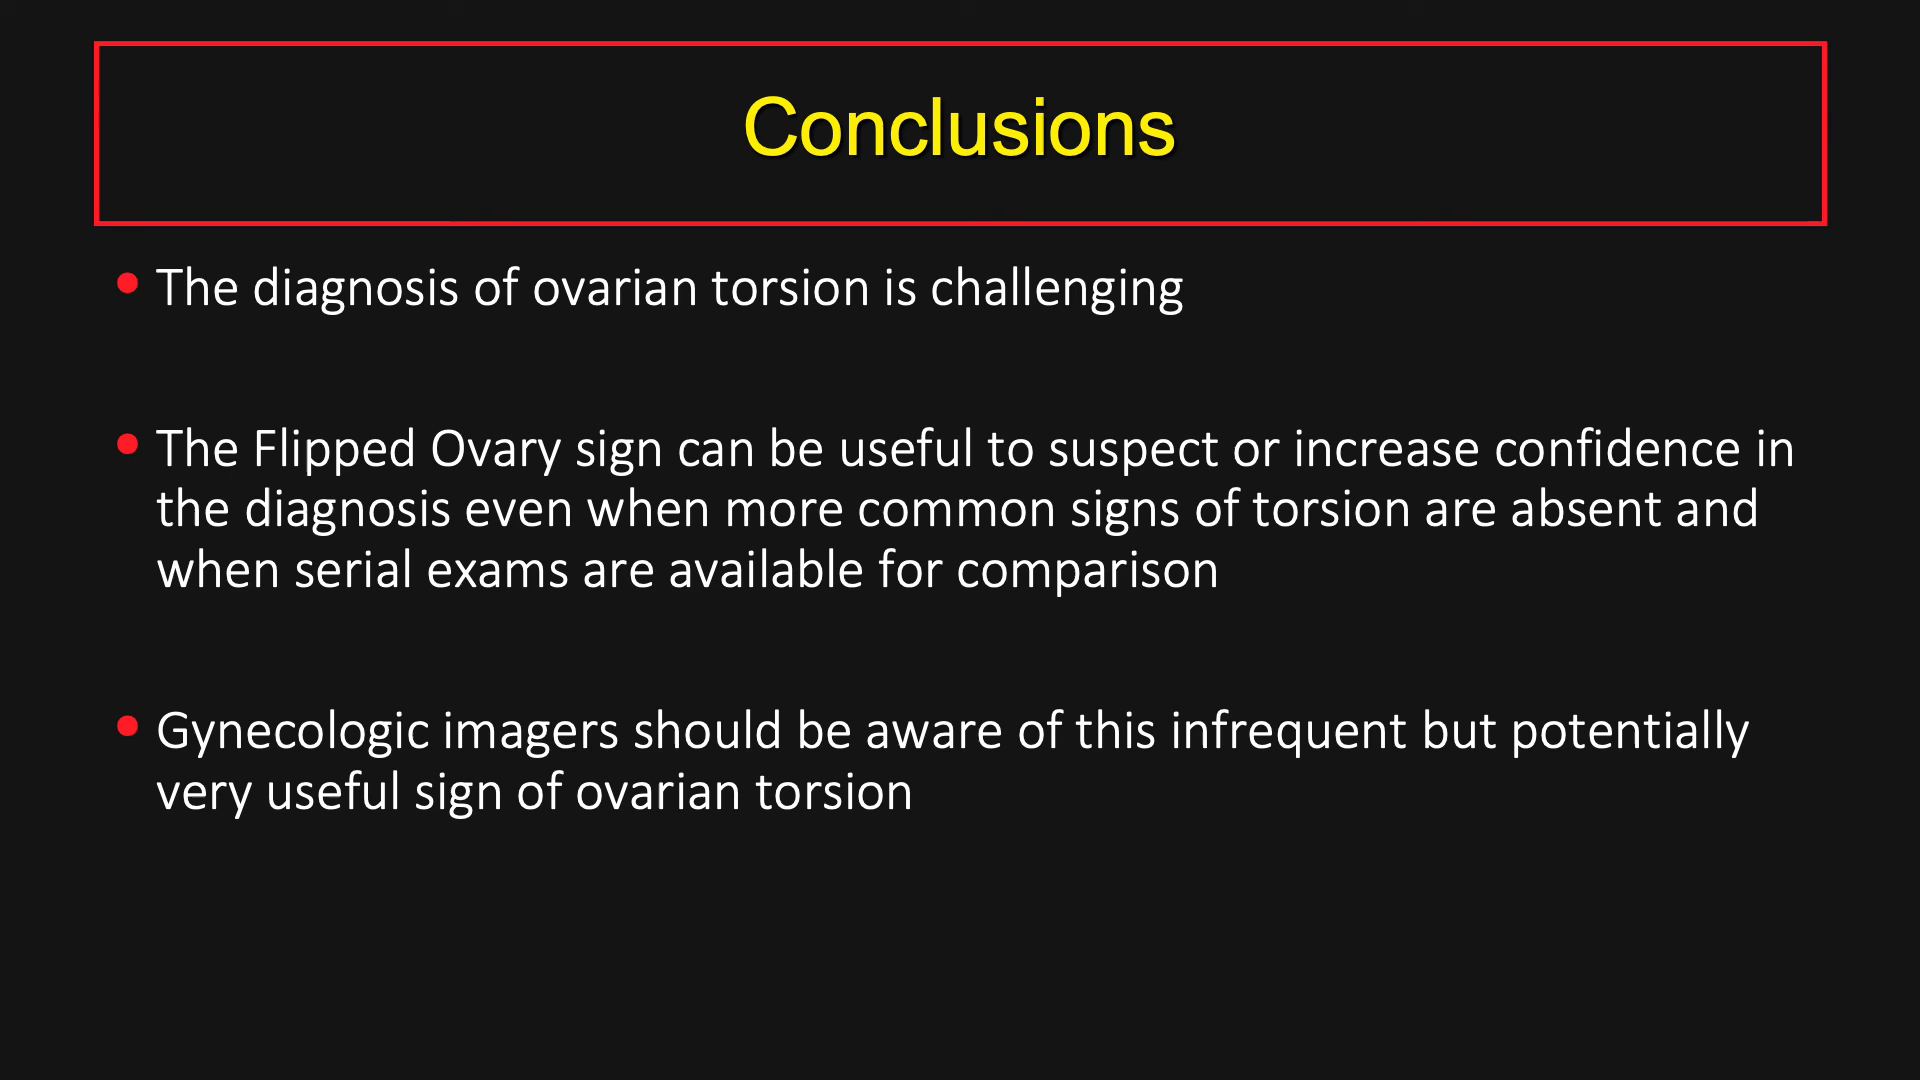 Conclusions
• The diagnosis of ovarian torsion is challenging
• The Flipped Ovary sign can be useful to suspect or increase confidence in
the diagnosis even when more common signs of torsion are absent and
when serial exams are available for comparison
• Gynecologic imagers should be aware of this infrequent but potentially
very useful sign of ovarian torsion